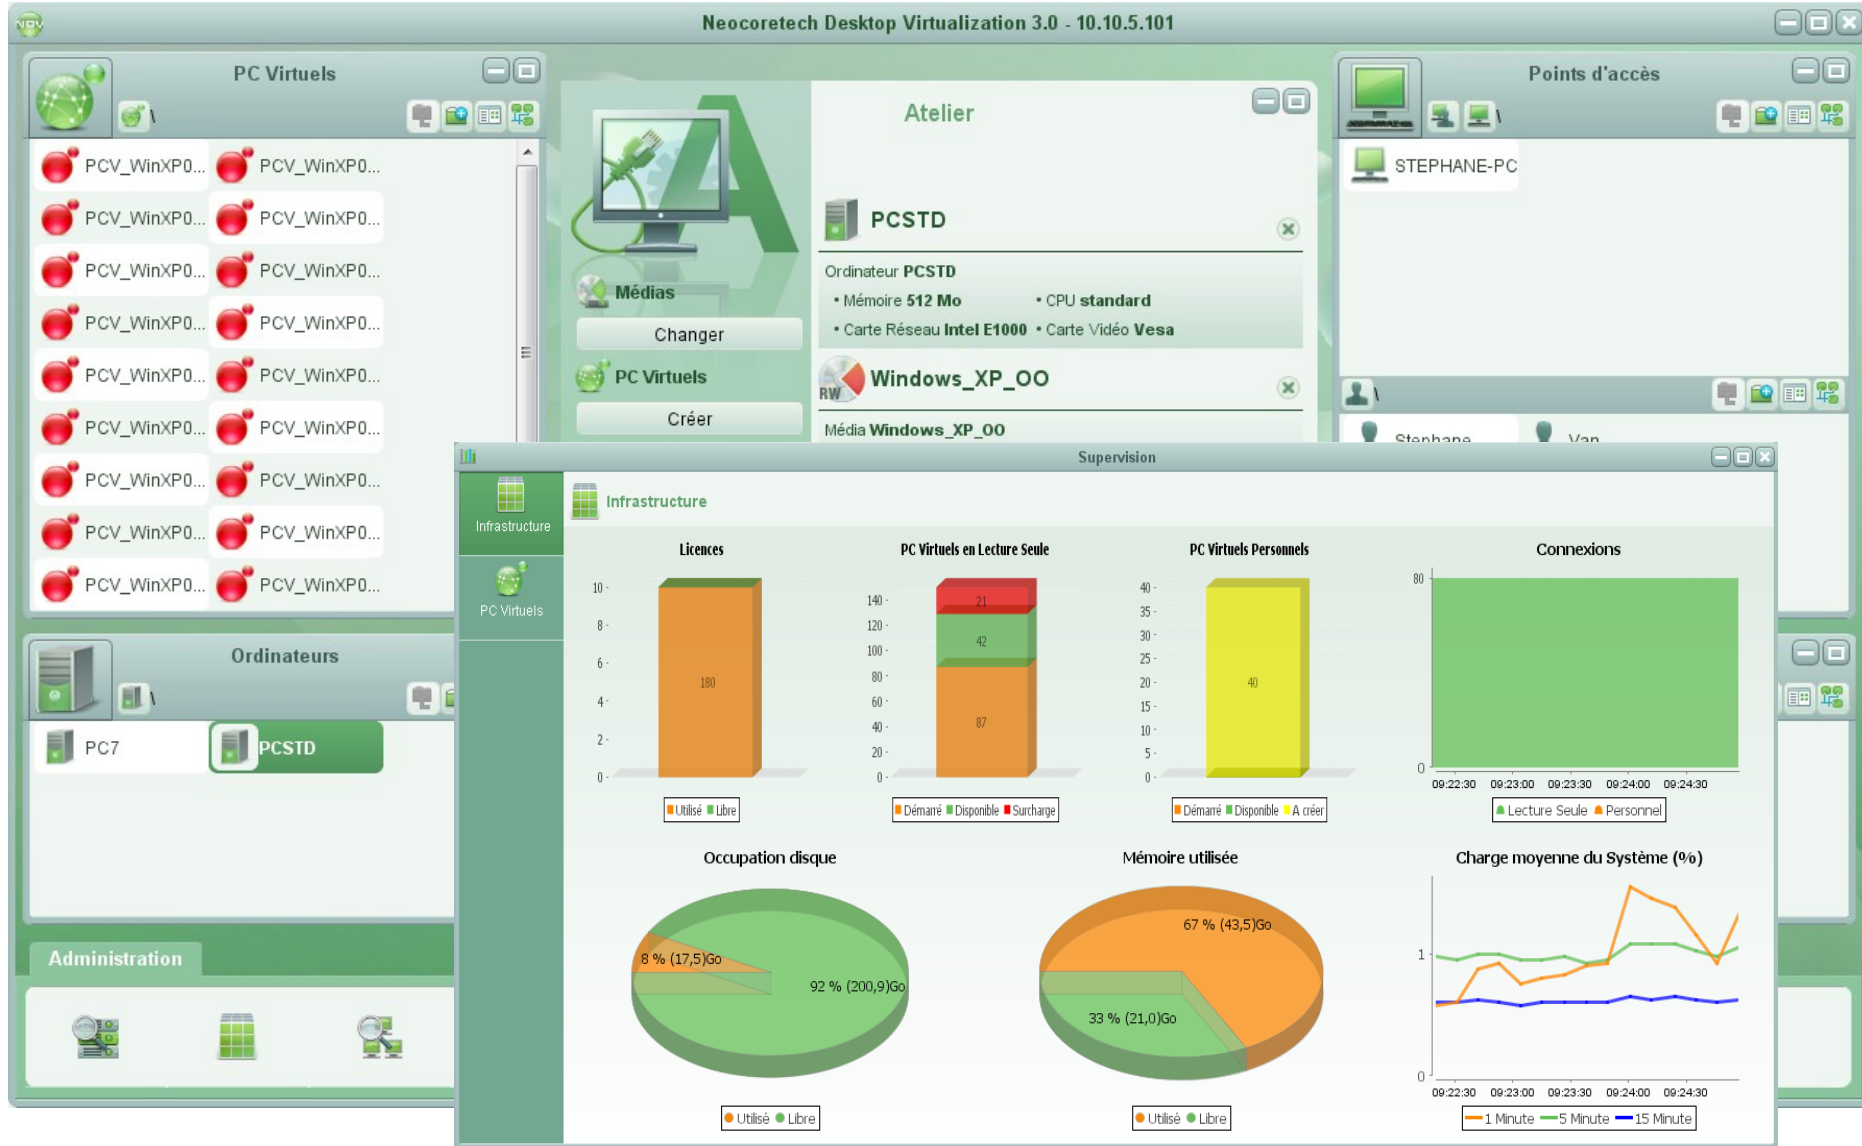 Neocoretech Desktop Virtualization 3.0 - 10.10.5.101
NDV
PC Virtuels
\
PCV_WinXP0... PCV_WinXP0...
PCV_WinXP0... PCV_WinXP0...
PCV_WinXP0... PCV_WinXP0...
PCV_WinXP0... PCV_WinXP0...
PCV_WinXP0... PCV_WinXP0...
PCV_WinXP0... PCV_WinXP0...
PCV_WinXP0... PCV_WinXP0...
PCV_WinXP0... PCV_WinXP0...
PCV_WinXP0... PCV_WinXP0...
A
Médias
Changer
PC Virtuels
Créer
Atelier
PCSTD
Ordinateur PCSTD
• Mémoire 512 Mo • CPU standard
• Carte Réseau Intel E1000 • Carte Vidéo Vesa
RW
Windows_XP_OO
Média Windows_XP_OO
Points d'accès
\
STEPHANE-PC
\
Stephane Van
Ordinateurs
\
PC7 PCSTD
Administration
Supervision
Infrastructure
PC Virtuels
Infrastructure
Licences
10
8
6
4
2
0
180
Utilisé Libre
PC Virtuels en Lecture Seule
140
120
100
80
60
40
20
0
21
42
87
Démarré Disponible Surcharge
PC Virtuels Personnels
40
35
30
25
20
15
10
5
0
40
Démarré Disponible A créer
Connexions
80
0
09:22:30 09:23:00 09:23:30 09:24:00 09:24:30
Lecture Seule Personnel
Occupation disque
8 % (17,5)Go
92 % (200,9)Go
Utilisé Libre
Mémoire utilisée
67 % (43,5)Go
33 % (21,0)Go
Utilisé Libre
Charge moyenne du Système (%)
1
0
09:22:30 09:23:00 09:23:30 09:24:00 09:24:30
1 Minute 5 Minute 15 Minute